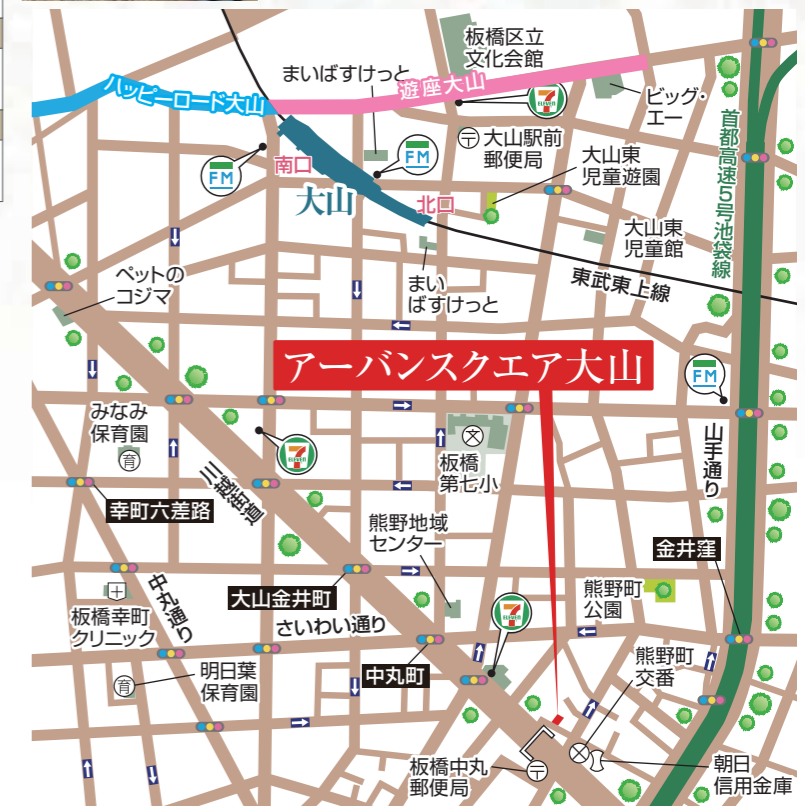 板橋区立
文化会館
まいばすけっと
遊座大山
ハッピーロード大山
7
ELEVEN
ビッグ・
エー
首都高速5号池袋線
〒大山駅前
郵便局
FM
FM
南口
大山
北口
大山東
児童遊園
大山東
児童館
まい
ばすけっと
東武東上線
ペットの
コジマ
アーバンスクエア大山
FM
山手通り
みなみ
保育園
育
7
ELEVEN
川越街道
文
板橋
第七小
幸町六差路
熊野地域
センター
金井窪
中丸通り
大山金井町
板橋幸町
クリニック
さいわい通り
7
ELEVEN
熊野町
公園
中丸町
熊野町
交番
育
明日葉
保育園
板橋中丸
郵便局
〒
朝日
信用金庫